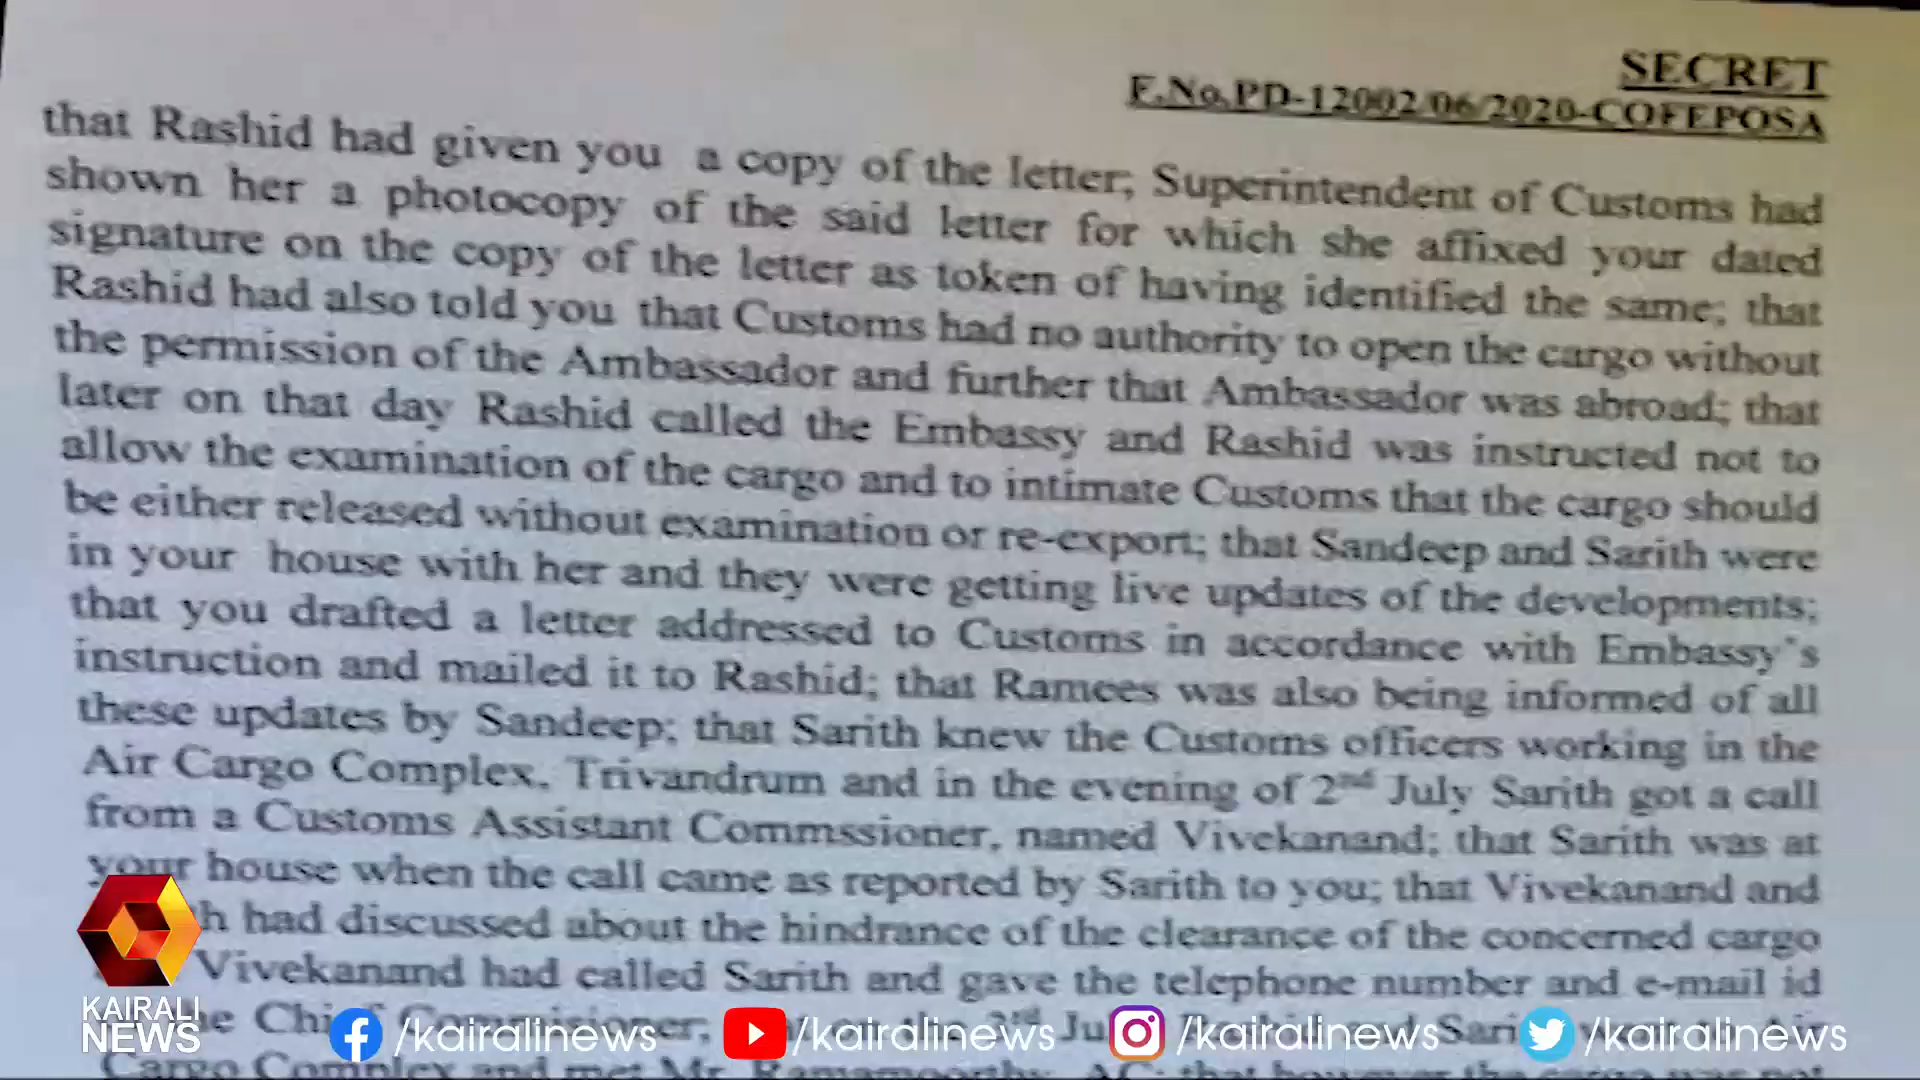 SECRET
F.No.PD-12002/06/2020-COFEPOSA
that Rashid had given you a copy of the letter; Superintendent of Customs had
shown her a photocopy of the said letter for which she affixed your dated
signature on the copy of the letter as token of having identified the same; that
Rashid had also told you that Customs had no authority to open the cargo without
the permission of the Ambassador and further that Ambassador was abroad; that
later on that day Rashid called the Embassy and Rashid was instructed not to
allow the examination of the cargo and to intimate Customs that the cargo should
be either released without examination or re-export; that Sandeep and Sarith were
in your house with her and they were getting live updates of the developments;
that you drafted a letter addressed to Customs in accordance with Embassy's
instruction and mailed it to Rashid; that Ramees was also being informed of all
these updates by Sandeep; that Sarith knew the Customs officers working in the
Air Cargo Complex, Trivandrum and in the evening of 2nd July Sarith got a call
from a Customs Assistant Commssioner, named Vivekanand; that Sarith was at
your house when the call came as reported by Sarith to you; that Vivekanand and
h had discussed about the hindrance of the clearance of the concerned cargo
Vivekanand had called Sarith and gave the telephone number and e-mail id
Cargo Complex and met Mr. Ramamoorthy, AC; that however the cargo was not
KAIRALI
NEWS
/kairalinews
/kairalinews
/kairalinews
/kairalinews